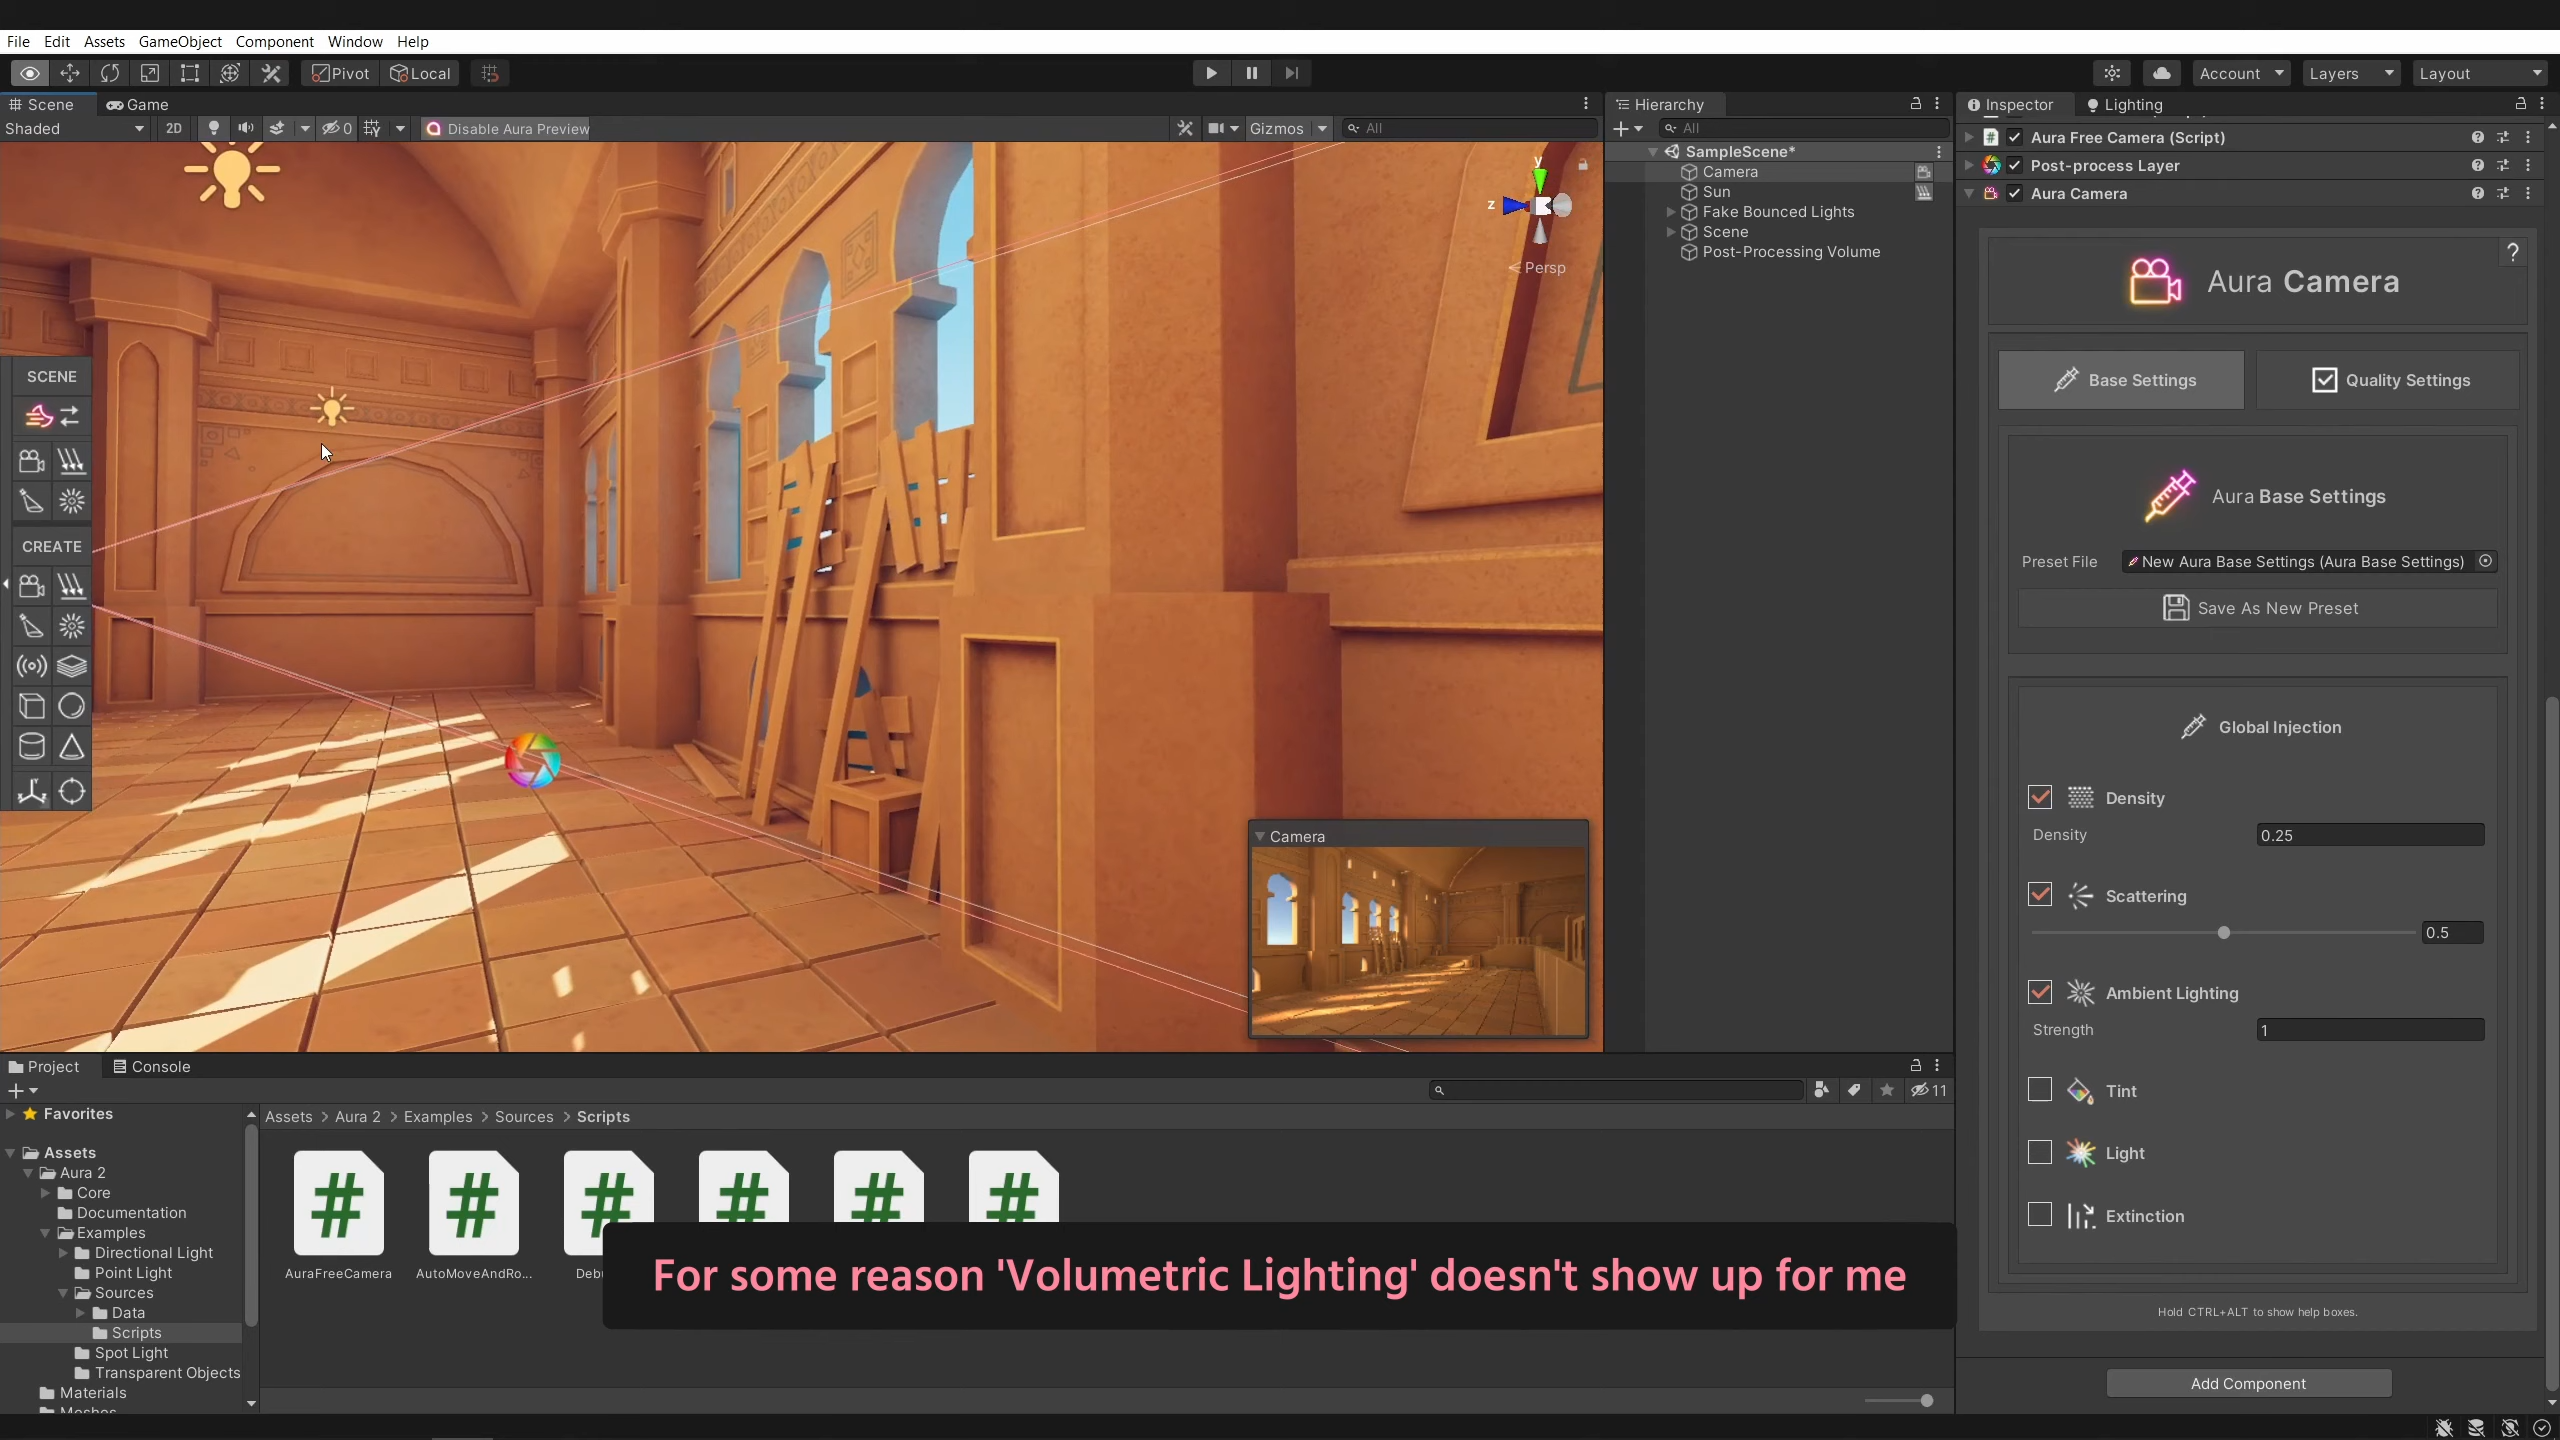 File Edit Assets GameObject Component Window Help
Pivot Local Account Layers Layout
Scene Game
Shaded 2D 0 Disable Aura Preview Gizmos All
y
z
Persp
SCENE
CREATE
Camera
Hierarchy
All
SampleScene*
Camera
Sun
Fake Bounced Lights
Scene
Post-Processing Volume
Inspector Lighting
Aura Free Camera (Script)
Post-process Layer
Aura Camera
?
Aura Camera
Base Settings Quality Settings
Aura Base Settings
Preset File New Aura Base Settings (Aura Base Settings)
Save As New Preset
Global Injection
Density
Density 0.25
Scattering
0.5
Ambient Lighting
Strength 1
Tint
Light
Extinction
Hold CTRL+ALT to show help boxes.
Add Component
Project Console
11
Favorites
Assets
Aura 2
Core
Documentation
Examples
Directional Light
Point Light
Sources
Data
Scripts
Spot Light
Transparent Objects
Materials
Assets > Aura 2 > Examples > Sources > Scripts
AuraFreeCamera AutoMoveAndRo...
For some reason 'Volumetric Lighting' doesn't show up for me